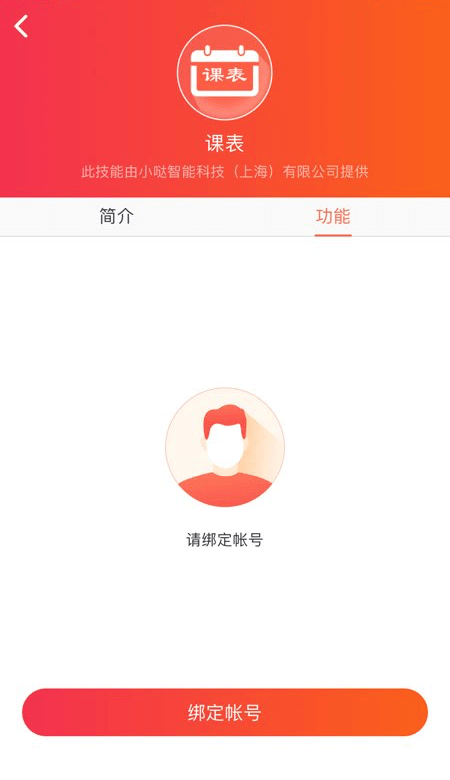 课表
课表
此技能由小哒智能科技（上海）有限公司提供
简介
功能
请绑定帐号
绑定帐号